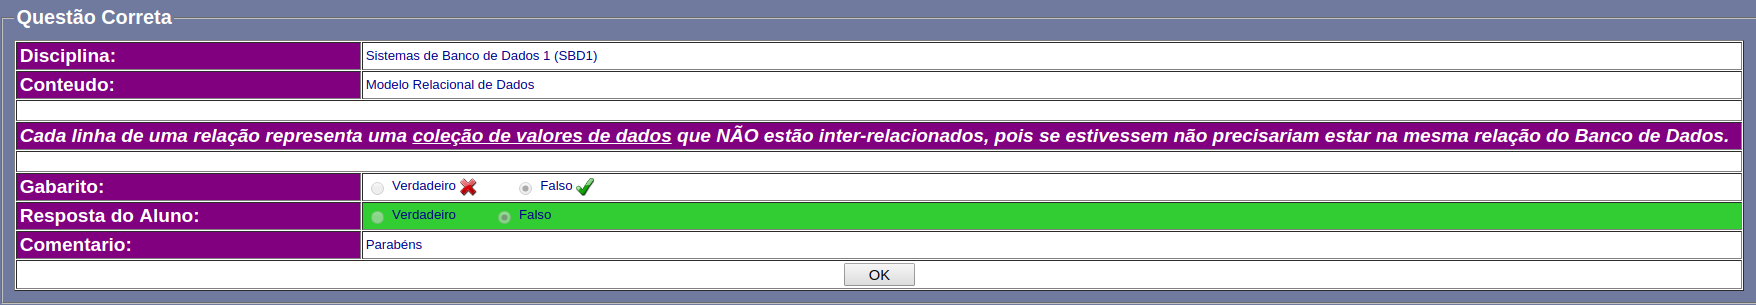 Questão Correta
Disciplina: Sistemas de Banco de Dados 1 (SBD1)
Conteudo: Modelo Relacional de Dados
Cada linha de uma relação representa uma coleção de valores de dados que NÃO estão inter-relacionados, pois se estivessem não precisariam estar na mesma relação do Banco de Dados.
Gabarito: Verdadeiro Falso
Resposta do Aluno: Verdadeiro Falso
Comentario: Parabéns
OK